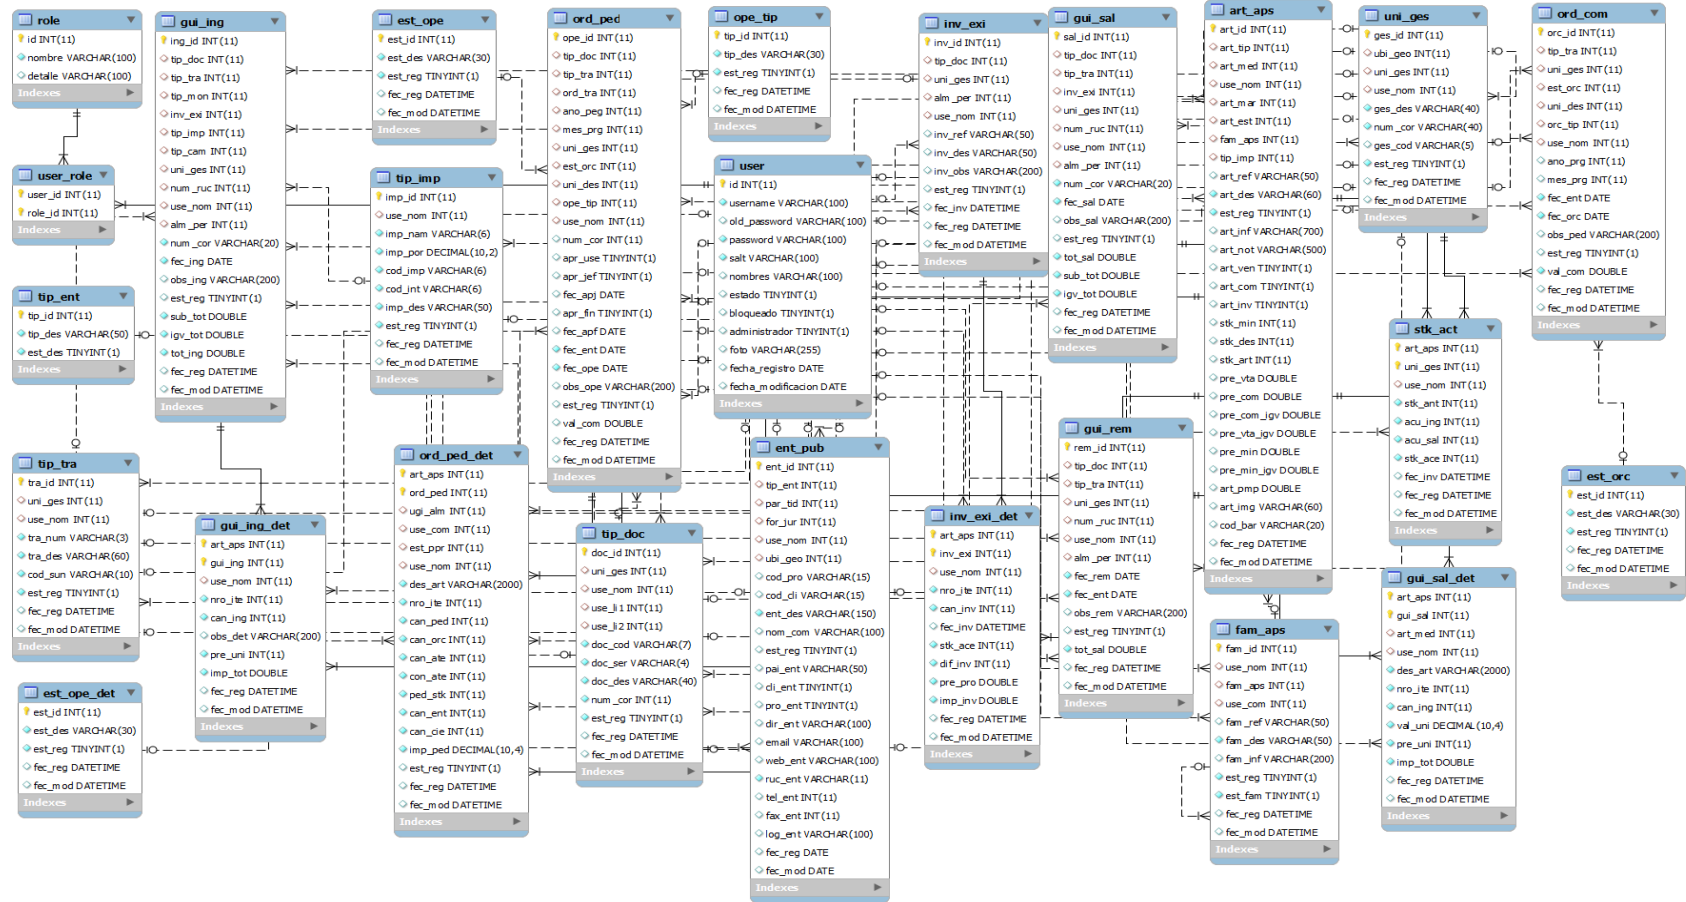 role
id INT(11)
nombre VARCHAR(100)
detalle VARCHAR(100)
Indexes
user_role
user_id INT(11)
role_id INT(11)
Indexes
tip_ent
tip_id INT(11)
tip_des VARCHAR(50)
est_des TINYINT(1)
Indexes
tip_tra
tra_id INT(11)
uni_ges INT(11)
use_nom INT(11)
tra_num VARCHAR(3)
tra_des VARCHAR(60)
cod_sun VARCHAR(10)
est_reg TINYINT(1)
fec_reg DATETIME
fec_mod DATETIME
Indexes
est_ope_det
est_id INT(11)
est_des VARCHAR(30)
est_reg TINYINT(1)
fec_reg DATETIME
fec_mod DATETIME
Indexes
gui_ing
ing_id INT(11)
tip_doc INT(11)
tip_tra INT(11)
tip_mon INT(11)
inv_exi INT(11)
tip_imp INT(11)
tip_cam INT(11)
uni_ges INT(11)
num_ruc INT(11)
use_nom INT(11)
alm_per INT(11)
num_cor VARCHAR(20)
fec_ing DATE
obs_ing VARCHAR(200)
est_reg TINYINT(1)
sub_tot DOUBLE
igv_tot DOUBLE
tot_ing DOUBLE
fec_reg DATETIME
fec_mod DATETIME
Indexes
gui_ing_det
art_aps INT(11)
gui_ing INT(11)
use_nom INT(11)
nro_ite INT(11)
can_ing INT(11)
obs_det VARCHAR(200)
pre_uni INT(11)
imp_tot DOUBLE
fec_reg DATETIME
fec_mod DATETIME
Indexes
est_ope
est_id INT(11)
est_des VARCHAR(30)
est_reg TINYINT(1)
fec_reg DATETIME
fec_mod DATETIME
Indexes
tip_imp
imp_id INT(11)
use_nom INT(11)
imp_nam VARCHAR(6)
imp_por DECIMAL(10,2)
cod_imp VARCHAR(6)
cod_int VARCHAR(6)
imp_des VARCHAR(50)
est_reg TINYINT(1)
fec_reg DATETIME
fec_mod DATETIME
Indexes
ord_ped_det
art_aps INT(11)
ord_ped INT(11)
ugi_alm INT(11)
use_com INT(11)
est_ppr INT(11)
use_nom INT(11)
des_art VARCHAR(2000)
nro_ite INT(11)
can_ped INT(11)
can_orc INT(11)
can_ate INT(11)
con_ate INT(11)
ped_stk INT(11)
can_ent INT(11)
can_cie INT(11)
imp_ped DECIMAL(10,4)
est_reg TINYINT(1)
fec_reg DATETIME
fec_mod DATETIME
Indexes
ord_ped
ope_id INT(11)
tip_doc INT(11)
tip_tra INT(11)
ord_tra INT(11)
ano_peg INT(11)
mes_prg INT(11)
uni_ges INT(11)
est_orc INT(11)
uni_des INT(11)
ope_tip INT(11)
use_nom INT(11)
num_cor INT(11)
apr_use TINYINT(1)
apr_jef TINYINT(1)
fec_apj DATE
apr_fin TINYINT(1)
fec_apf DATE
fec_ent DATE
fec_ope DATE
obs_ope VARCHAR(200)
est_reg TINYINT(1)
val_com DOUBLE
fec_reg DATETIME
fec_mod DATETIME
Indexes
tip_doc
doc_id INT(11)
uni_ges INT(11)
use_nom INT(11)
use_li1 INT(11)
use_li2 INT(11)
doc_cod VARCHAR(7)
doc_ser VARCHAR(4)
doc_des VARCHAR(40)
num_cor INT(11)
est_reg TINYINT(1)
fec_reg DATETIME
fec_mod DATETIME
Indexes
ope_tip
tip_id INT(11)
tip_des VARCHAR(30)
est_reg TINYINT(1)
fec_reg DATETIME
fec_mod DATETIME
Indexes
user
id INT(11)
username VARCHAR(100)
old_password VARCHAR(100)
password VARCHAR(100)
salt VARCHAR(100)
nombres VARCHAR(100)
estado TINYINT(1)
bloqueado TINYINT(1)
administrador TINYINT(1)
foto VARCHAR(255)
fecha_registro DATE
fecha_modificacion DATE
Indexes
ent_pub
ent_id INT(11)
tip_ent INT(11)
par_tid INT(11)
for_jur INT(11)
use_nom INT(11)
ubi_geo INT(11)
cod_pro VARCHAR(15)
cod_cli VARCHAR(15)
ent_des VARCHAR(150)
nom_com VARCHAR(100)
est_reg TINYINT(1)
pai_ent VARCHAR(50)
cli_ent TINYINT(1)
pro_ent TINYINT(1)
dir_ent VARCHAR(100)
email VARCHAR(100)
web_ent VARCHAR(100)
ruc_ent VARCHAR(11)
tel_ent INT(11)
fax_ent INT(11)
log_ent VARCHAR(100)
fec_reg DATE
fec_mod DATE
Indexes
inv_exi
inv_id INT(11)
tip_doc INT(11)
uni_ges INT(11)
alm_per INT(11)
use_nom INT(11)
inv_ref VARCHAR(50)
inv_des VARCHAR(50)
inv_obs VARCHAR(200)
est_reg TINYINT(1)
fec_inv DATETIME
fec_reg DATETIME
fec_mod DATETIME
Indexes
inv_exi_det
art_aps INT(11)
inv_exi INT(11)
use_nom INT(11)
nro_ite INT(11)
can_inv INT(11)
fec_inv DATETIME
stk_ace INT(11)
dif_inv INT(11)
pre_pro DOUBLE
imp_inv DOUBLE
fec_reg DATETIME
fec_mod DATETIME
Indexes
gui_sal
sal_id INT(11)
tip_doc INT(11)
tip_tra INT(11)
inv_exi INT(11)
uni_ges INT(11)
num_ruc INT(11)
use_nom INT(11)
alm_per INT(11)
num_cor VARCHAR(20)
fec_sal DATE
obs_sal VARCHAR(200)
est_reg TINYINT(1)
tot_sal DOUBLE
sub_tot DOUBLE
igv_tot DOUBLE
fec_reg DATETIME
fec_mod DATETIME
Indexes
gui_rem
rem_id INT(11)
tip_doc INT(11)
tip_tra INT(11)
uni_ges INT(11)
num_ruc INT(11)
use_nom INT(11)
alm_per INT(11)
fec_rem DATE
fec_ent DATE
obs_rem VARCHAR(200)
est_reg TINYINT(1)
tot_sal DOUBLE
fec_reg DATETIME
fec_mod DATETIME
Indexes
art_aps
art_id INT(11)
art_tip INT(11)
art_med INT(11)
use_nom INT(11)
art_mar INT(11)
art_est INT(11)
fam_aps INT(11)
tip_imp INT(11)
art_ref VARCHAR(50)
art_des VARCHAR(60)
est_reg TINYINT(1)
art_inf VARCHAR(700)
art_not VARCHAR(500)
art_ven TINYINT(1)
art_com TINYINT(1)
art_inv TINYINT(1)
stk_min INT(11)
stk_des INT(11)
stk_art INT(11)
pre_vta DOUBLE
pre_com DOUBLE
pre_com_igv DOUBLE
pre_vta_igv DOUBLE
pre_min DOUBLE
pre_min_igv DOUBLE
art_pmp DOUBLE
art_img VARCHAR(60)
cod_bar VARCHAR(20)
fec_reg DATETIME
fec_mod DATETIME
Indexes
fam_aps
fam_id INT(11)
use_nom INT(11)
fam_aps INT(11)
use_com INT(11)
fam_ref VARCHAR(50)
fam_des VARCHAR(50)
fam_inf VARCHAR(200)
est_reg TINYINT(1)
est_fam TINYINT(1)
fec_reg DATETIME
fec_mod DATETIME
Indexes
uni_ges
ges_id INT(11)
ubi_geo INT(11)
uni_ges INT(11)
use_nom INT(11)
ges_des VARCHAR(40)
num_cor VARCHAR(40)
ges_cod VARCHAR(5)
est_reg TINYINT(1)
fec_reg DATETIME
fec_mod DATETIME
Indexes
stk_act
art_aps INT(11)
uni_ges INT(11)
use_nom INT(11)
stk_ant INT(11)
acu_ing INT(11)
acu_sal INT(11)
stk_ace INT(11)
fec_inv DATETIME
fec_reg DATETIME
fec_mod DATETIME
Indexes
gui_sal_det
art_aps INT(11)
gui_sal INT(11)
art_med INT(11)
use_nom INT(11)
des_art VARCHAR(2000)
nro_ite INT(11)
can_ing INT(11)
val_uni DECIMAL(10,4)
pre_uni INT(11)
imp_tot DOUBLE
fec_reg DATETIME
fec_mod DATETIME
Indexes
ord_com
orc_id INT(11)
tip_tra INT(11)
uni_ges INT(11)
est_orc INT(11)
uni_des INT(11)
orc_tip INT(11)
use_nom INT(11)
ano_prg INT(11)
mes_prg INT(11)
fec_ent DATE
fec_orc DATE
obs_ped VARCHAR(200)
est_reg TINYINT(1)
val_com DOUBLE
fec_reg DATETIME
fec_mod DATETIME
Indexes
est_orc
est_id INT(11)
est_des VARCHAR(30)
est_reg TINYINT(1)
fec_reg DATETIME
fec_mod DATETIME
Indexes